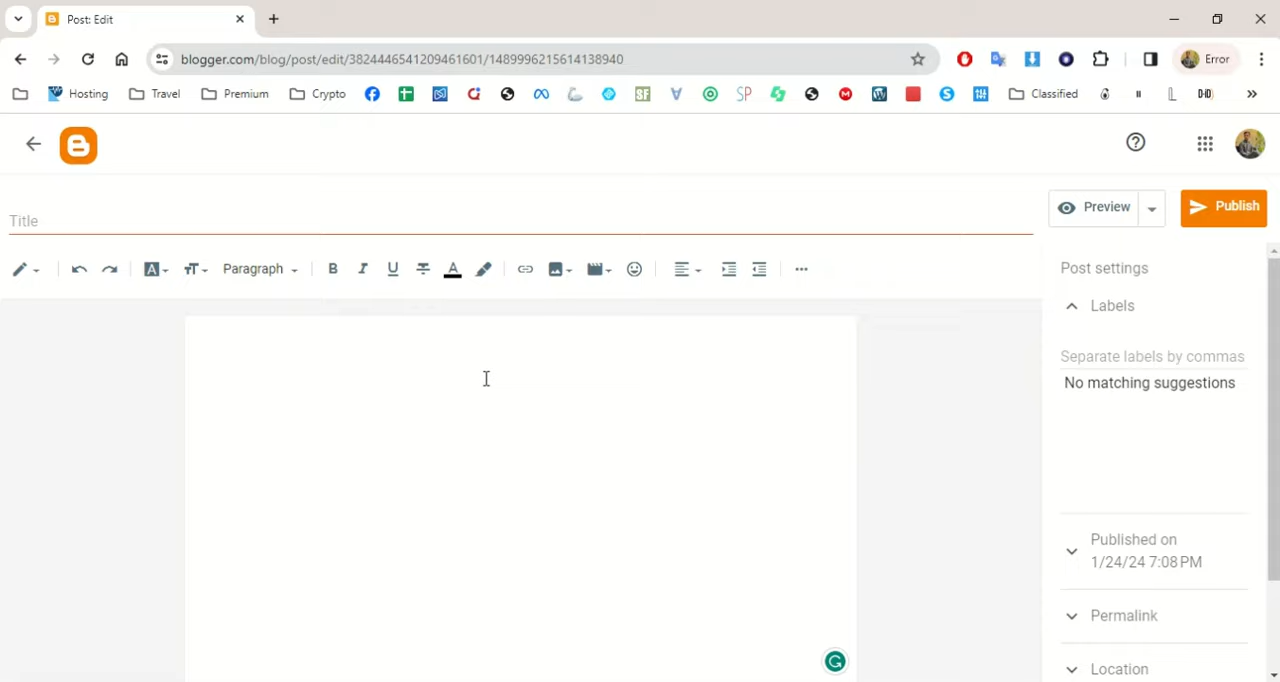 Post: Edit
blogger.com/blog/post/edit/3824446541209461601/1489996215614138940
Error
Hosting Travel Premium Crypto Classified
Title
Preview
Publish
Paragraph
Post settings
Labels
Separate labels by commas
No matching suggestions
Published on
1/24/24 7:08 PM
Permalink
Location